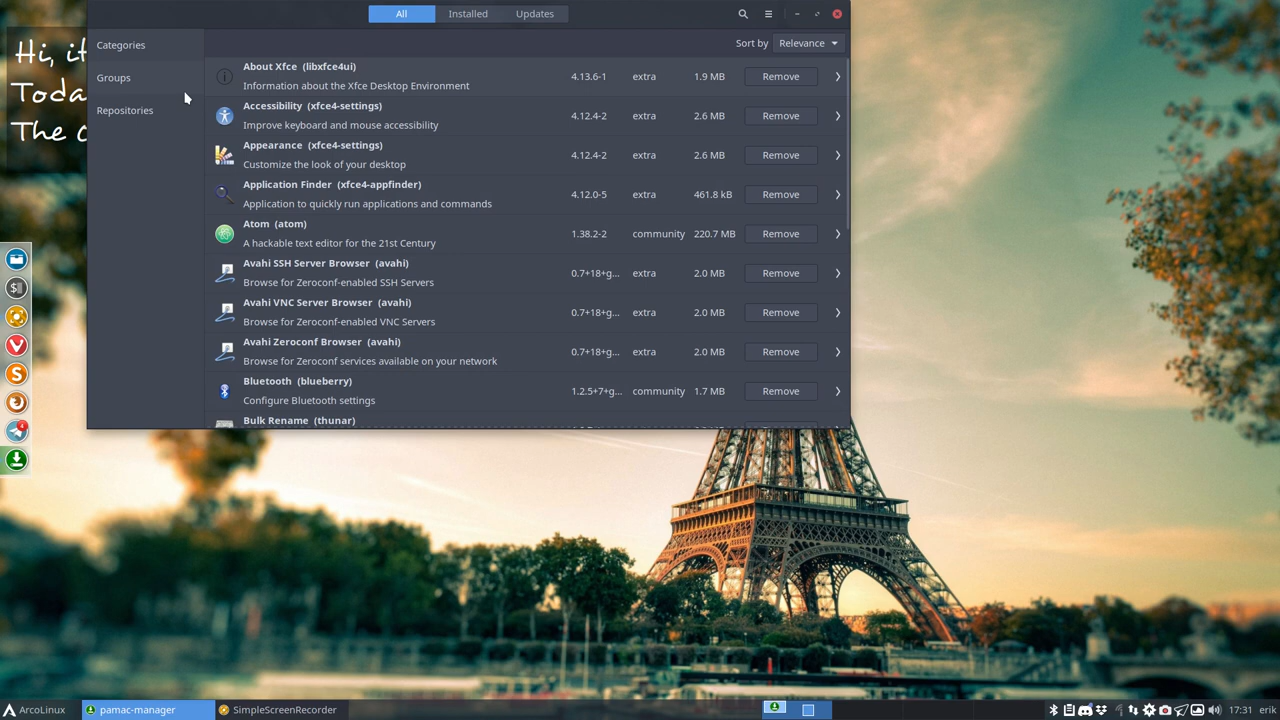 All
Installed
Updates
Hi, it
Toda
The
Categories
Groups
Repositories
Sort by
Relevance
About Xfce (libxfce4ui)
Information about the Xfce Desktop Environment
4.13.6-1 extra 1.9 MB Remove
Accessibility (xfce4-settings)
Improve keyboard and mouse accessibility
4.12.4-2 extra 2.6 MB Remove
Appearance (xfce4-settings)
Customize the look of your desktop
4.12.4-2 extra 2.6 MB Remove
Application Finder (xfce4-appfinder)
Application to quickly run applications and commands
4.12.0-5 extra 461.8 kB Remove
Atom (atom)
A hackable text editor for the 21st Century
1.38.2-2 community 220.7 MB Remove
Avahi SSH Server Browser (avahi)
Browse for Zeroconf-enabled SSH Servers
0.7+18+g... extra 2.0 MB Remove
Avahi VNC Server Browser (avahi)
Browse for Zeroconf-enabled VNC Servers
0.7+18+g... extra 2.0 MB Remove
Avahi Zeroconf Browser (avahi)
Browse for Zeroconf services available on your network
0.7+18+g... extra 2.0 MB Remove
Bluetooth (blueberry)
Configure Bluetooth settings
1.2.5+7+g... community 1.7 MB Remove
Bulk Rename (thunar)
ArcoLinux
pamac-manager
SimpleScreenRecorder
17:31 erik